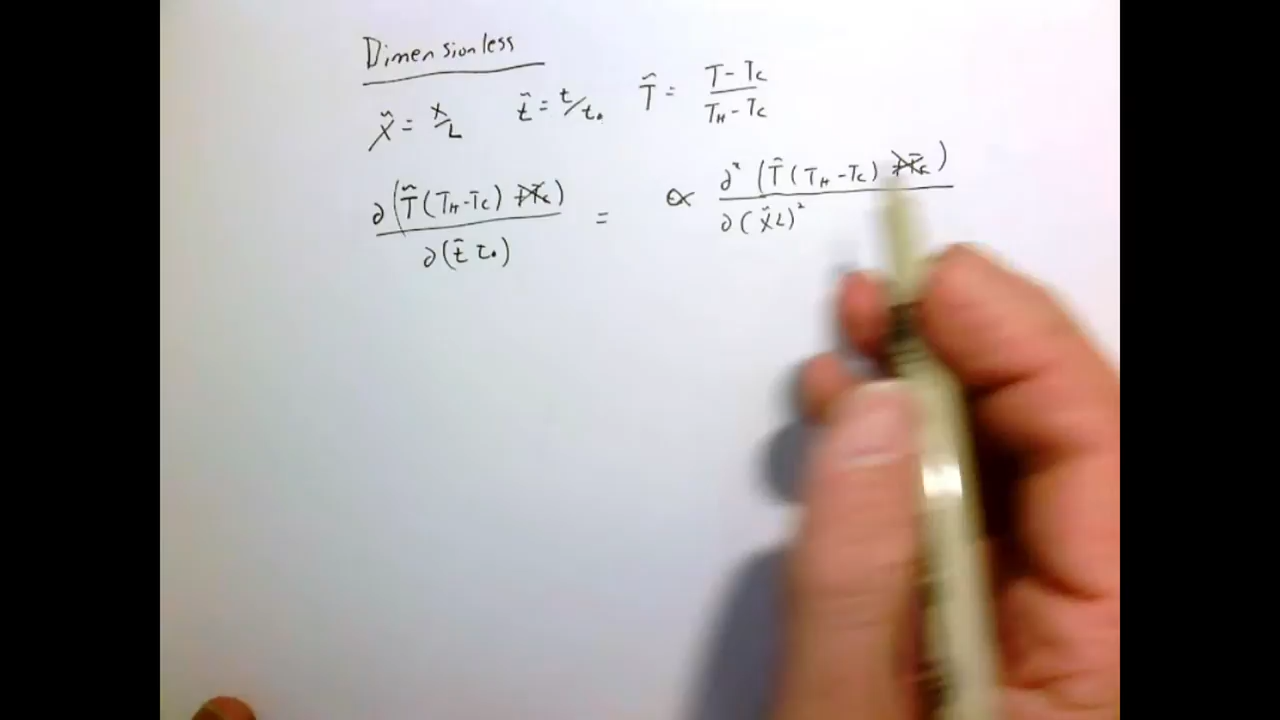 Dimensionless
x̃ = x/L   t̃ = t/t₀   T̃ = (T - T_C)/(T_H - T_C)
∂(T̃(T_H - T_C) + T_C)/∂(t̃ t₀) = α ∂²(T̃(T_H - T_C) + T_C)/∂(x̃L)²